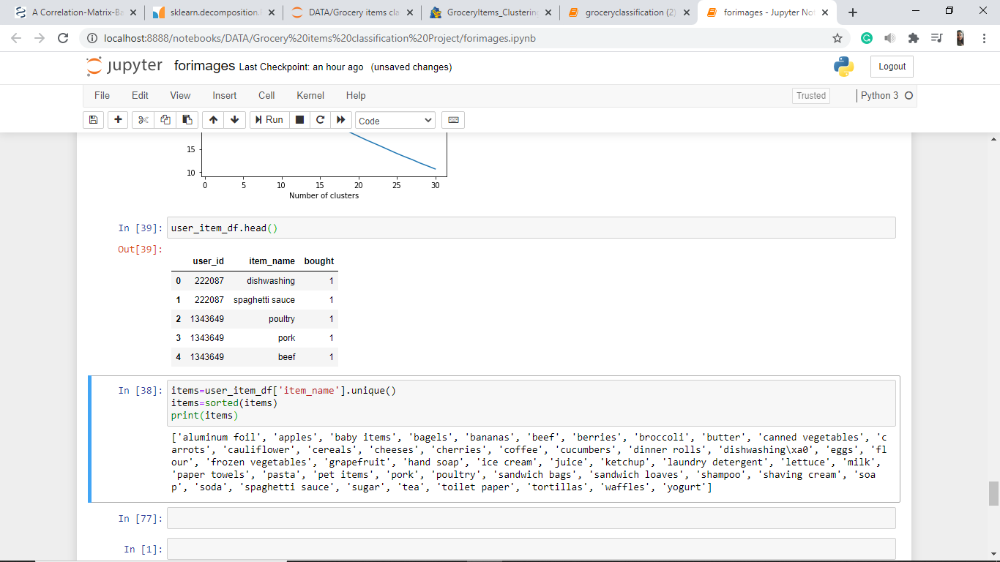 A Correlation-Matrix-Ba
sklearn.decomposition.
DATA/Grocery items cla
GroceryItems_Clustering
groceryclassification (2)
forimages - Jupyter Not
localhost:8888/notebooks/DATA/Grocery%20items%20classification%20Project/forimages.ipynb
jupyter forimages Last Checkpoint: an hour ago (unsaved changes)
Logout
File Edit View Insert Cell Kernel Help
Trusted
Python 3
Run
Code
15
10
0 5 10 15 20 25 30
Number of clusters
In [39]: user_item_df.head()
Out[39]:
user_id item_name bought
0 222087 dishwashing 1
1 222087 spaghetti sauce 1
2 1343649 poultry 1
3 1343649 pork 1
4 1343649 beef 1
In [38]: items=user_item_df['item_name'].unique()
items=sorted(items)
print(items)
['aluminum foil', 'apples', 'baby items', 'bagels', 'bananas', 'beef', 'berries', 'broccoli', 'butter', 'canned vegetables', 'c
arrots', 'cauliflower', 'cereals', 'cheeses', 'cherries', 'coffee', 'cucumbers', 'dinner rolls', 'dishwashing\xa0', 'eggs', 'fl
our', 'frozen vegetables', 'grapefruit', 'hand soap', 'ice cream', 'juice', 'ketchup', 'laundry detergent', 'lettuce', 'milk',
'paper towels', 'pasta', 'pet items', 'pork', 'poultry', 'sandwich bags', 'sandwich loaves', 'shampoo', 'shaving cream', 'soa
p', 'soda', 'spaghetti sauce', 'sugar', 'tea', 'toilet paper', 'tortillas', 'waffles', 'yogurt']
In [77]:
In [1]: